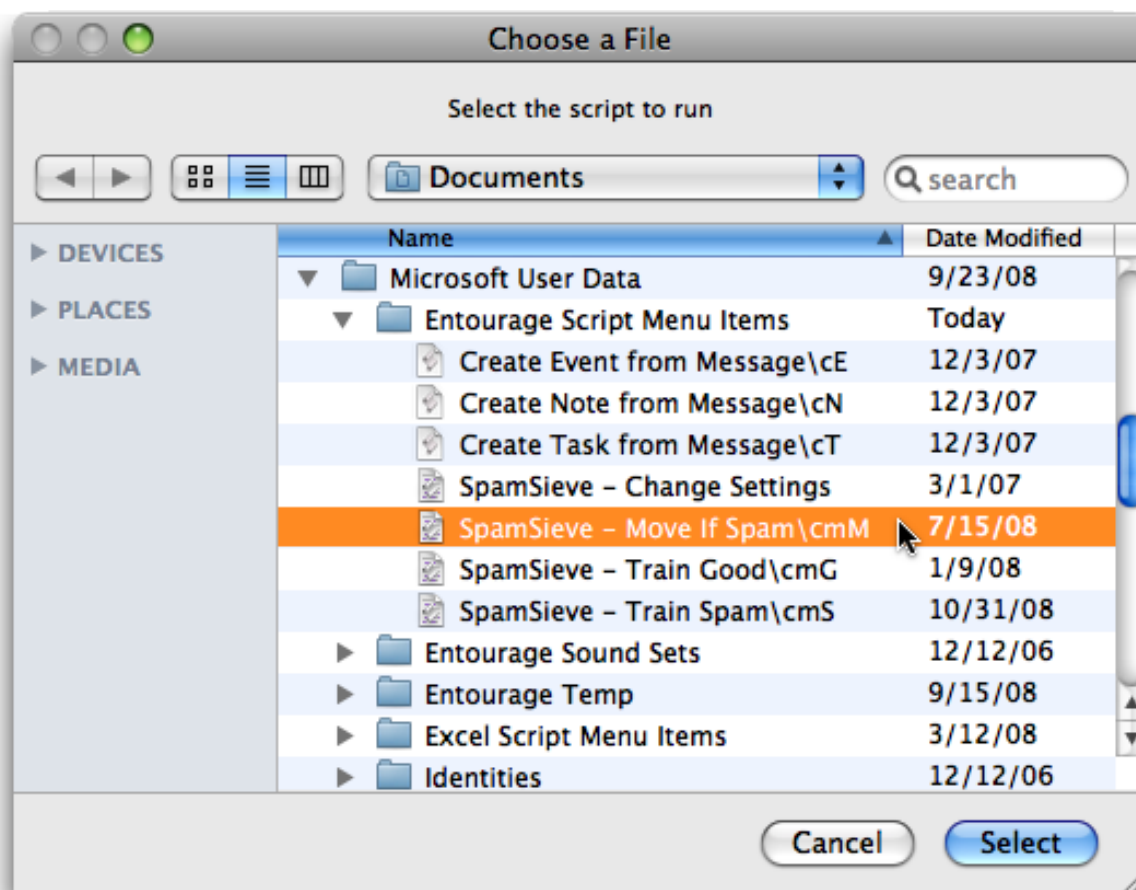 Choose a File
Select the script to run
Documents
search
DEVICES
PLACES
MEDIA
Name Date Modified
Microsoft User Data 9/23/08
Entourage Script Menu Items Today
Create Event from Message\cE 12/3/07
Create Note from Message\cN 12/3/07
Create Task from Message\cT 12/3/07
SpamSieve – Change Settings 3/1/07
SpamSieve – Move If Spam\cmM 7/15/08
SpamSieve – Train Good\cmG 1/9/08
SpamSieve – Train Spam\cmS 10/31/08
Entourage Sound Sets 12/12/06
Entourage Temp 9/15/08
Excel Script Menu Items 3/12/08
Identities 12/12/06
Cancel Select